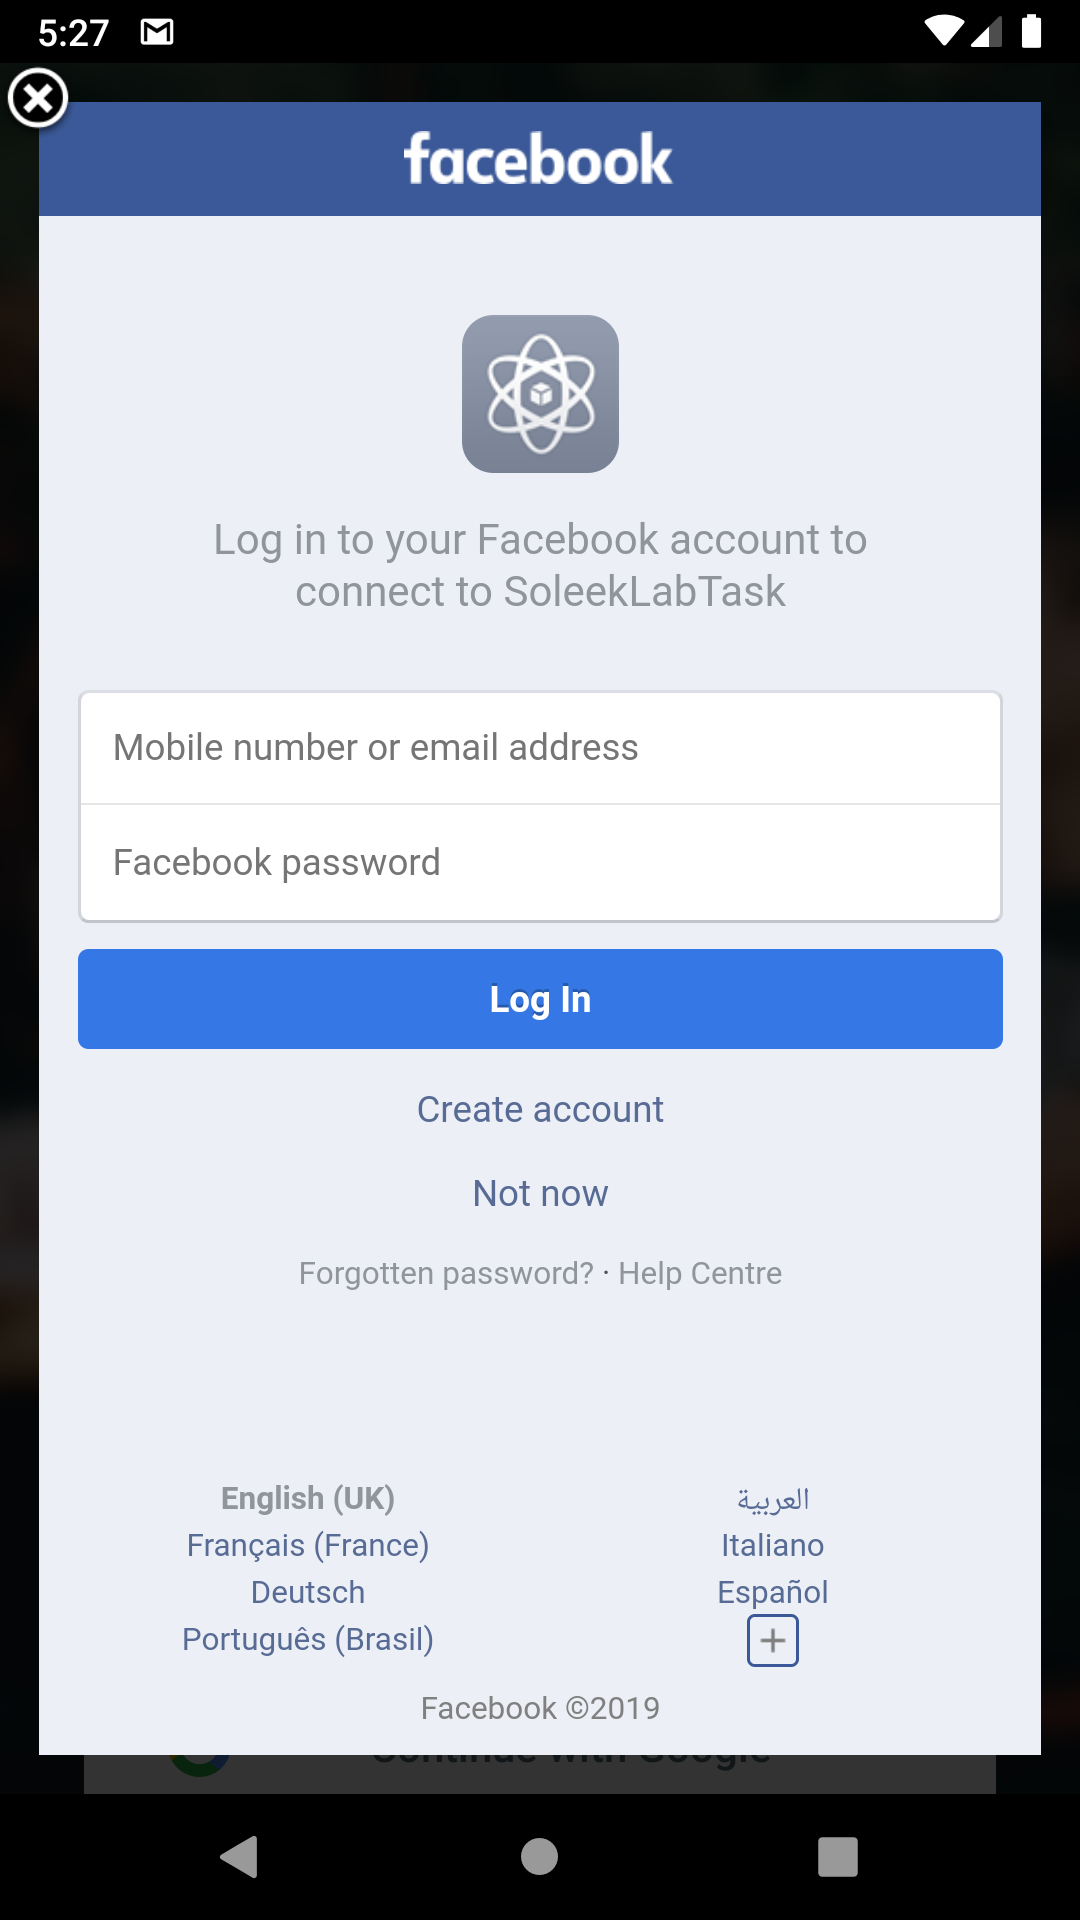 5:27
facebook
Log in to your Facebook account to
connect to SoleekLabTask
Mobile number or email address
Facebook password
Log In
Create account
Not now
Forgotten password? · Help Centre
English (UK)
العربية
Français (France)
Italiano
Deutsch
Español
Português (Brasil)
Facebook ©2019
Continue with Google